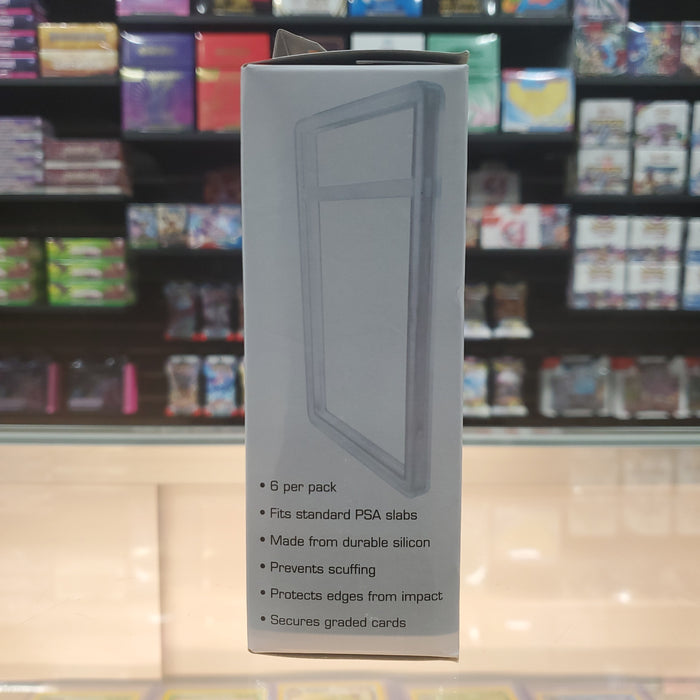 • 6 per pack
• Fits standard PSA slabs
• Made from durable silicon
• Prevents scuffing
• Protects edges from impact
• Secures graded cards